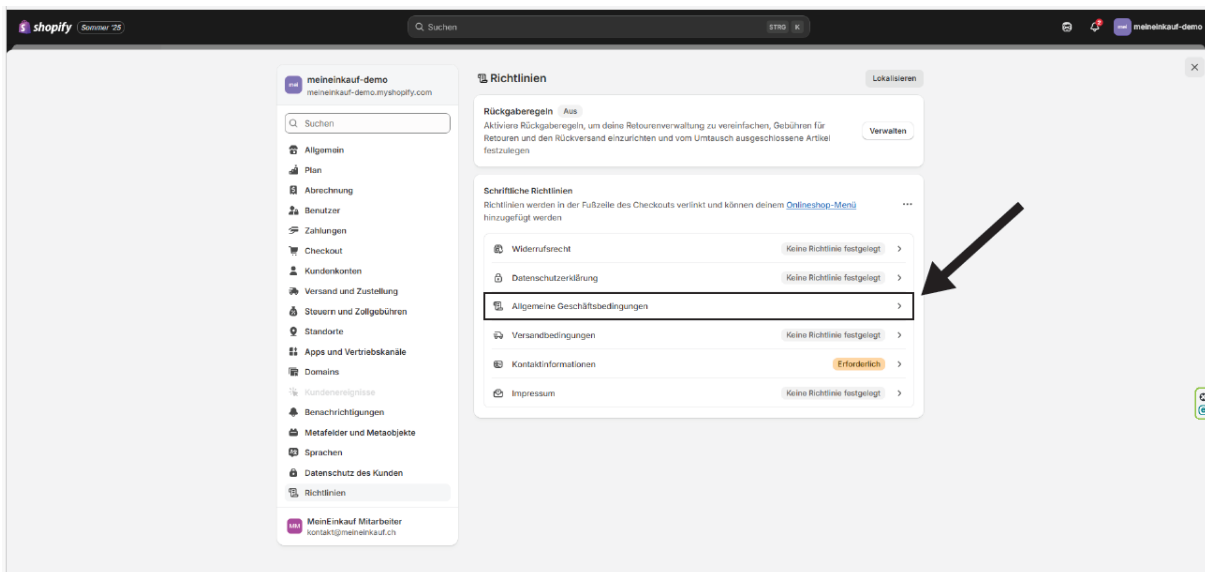 shopify Sommer '25
Suchen
STRG K
2
mei meineinkauf-demo
mei meineinkauf-demo
meineinkauf-demo.myshopify.com
Suchen
Allgemein
Plan
Abrechnung
Benutzer
Zahlungen
Checkout
Kundenkonten
Versand und Zustellung
Steuern und Zollgebühren
Standorte
Apps und Vertriebskanäle
Domains
Kundenereignisse
Benachrichtigungen
Metafelder und Metaobjekte
Sprachen
Datenschutz des Kunden
Richtlinien
MM MeinEinkauf Mitarbeiter
kontakt@meineinkauf.ch
Richtlinien
Lokalisieren
Rückgaberegeln Aus
Aktiviere Rückgaberegeln, um deine Retourenverwaltung zu vereinfachen, Gebühren für
Retouren und den Rückversand einzurichten und vom Umtausch ausgeschlossene Artikel
festzulegen
Verwalten
Schriftliche Richtlinien
Richtlinien werden in der Fußzeile des Checkouts verlinkt und können deinem Onlineshop-Menü
hinzugefügt werden
Widerrufsrecht Keine Richtlinie festgelegt
Datenschutzerklärung Keine Richtlinie festgelegt
Allgemeine Geschäftsbedingungen
Versandbedingungen Keine Richtlinie festgelegt
Kontaktinformationen Erforderlich
Impressum Keine Richtlinie festgelegt